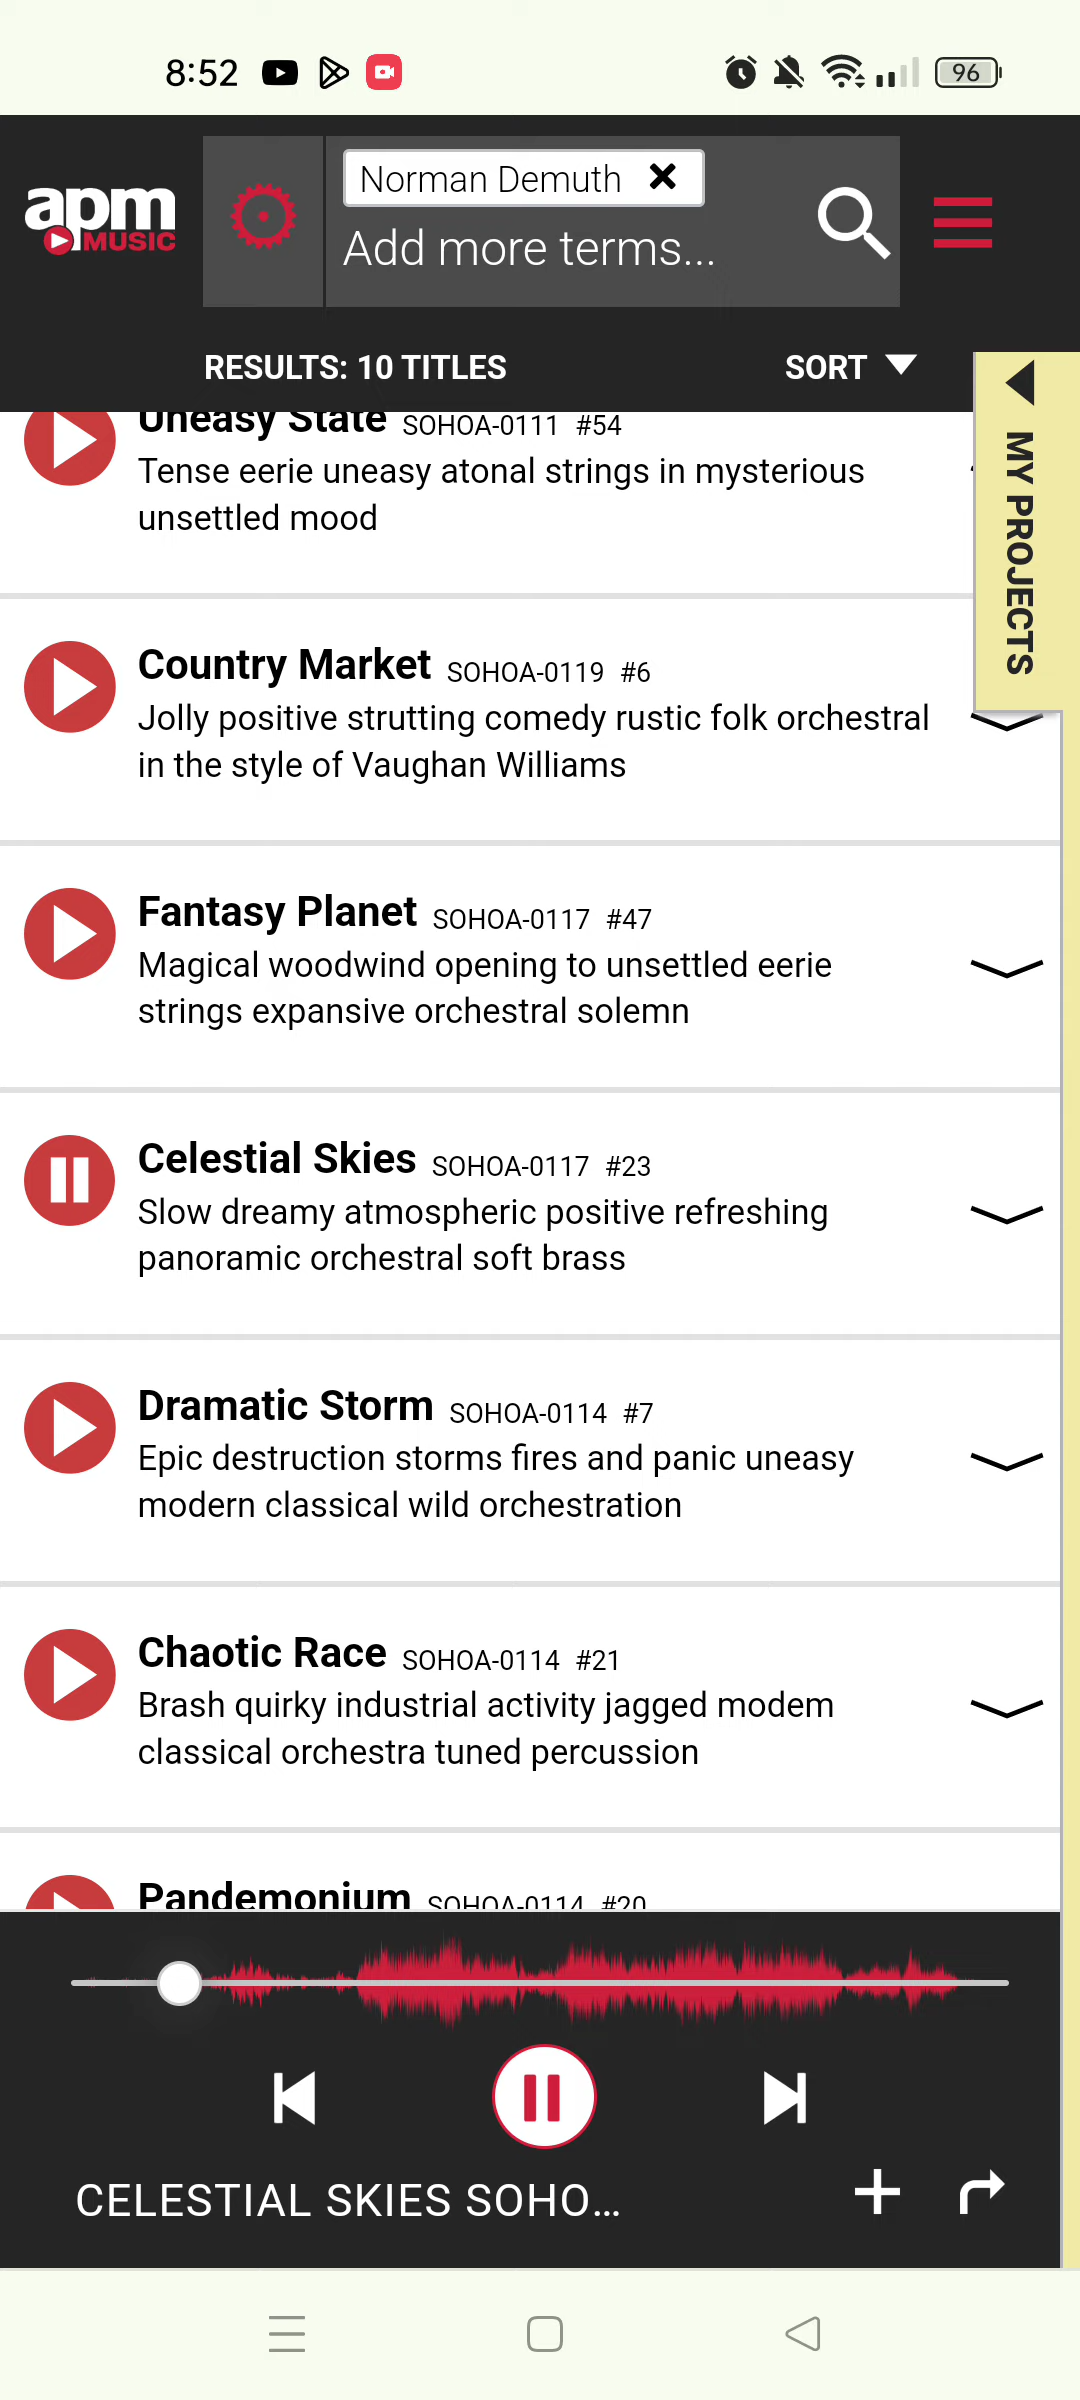 8:52
96
apm
MUSIC
Norman Demuth
Add more terms...
RESULTS: 10 TITLES
SORT
MY PROJECTS
Uneasy State SOHOA-0111 #54
Tense eerie uneasy atonal strings in mysterious
unsettled mood
Country Market SOHOA-0119 #6
Jolly positive strutting comedy rustic folk orchestral
in the style of Vaughan Williams
Fantasy Planet SOHOA-0117 #47
Magical woodwind opening to unsettled eerie
strings expansive orchestral solemn
Celestial Skies SOHOA-0117 #23
Slow dreamy atmospheric positive refreshing
panoramic orchestral soft brass
Dramatic Storm SOHOA-0114 #7
Epic destruction storms fires and panic uneasy
modern classical wild orchestration
Chaotic Race SOHOA-0114 #21
Brash quirky industrial activity jagged modem
classical orchestra tuned percussion
Pandemonium SOHOA-0114 #20
CELESTIAL SKIES SOHO...